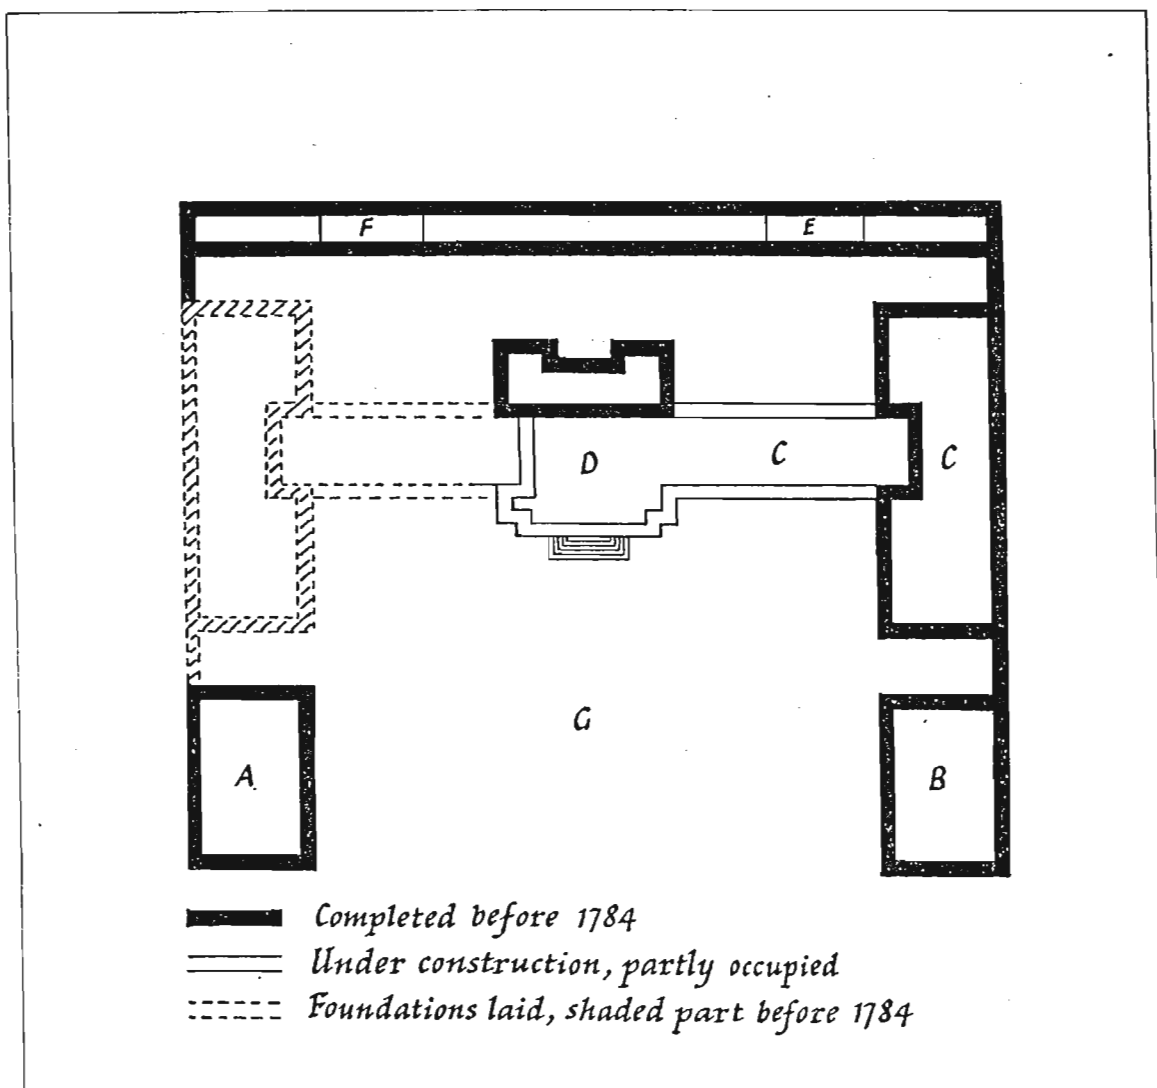 F
E
D
C
C
G
A
B
Completed before 1784
Under construction, partly occupied
Foundations laid, shaded part before 1784